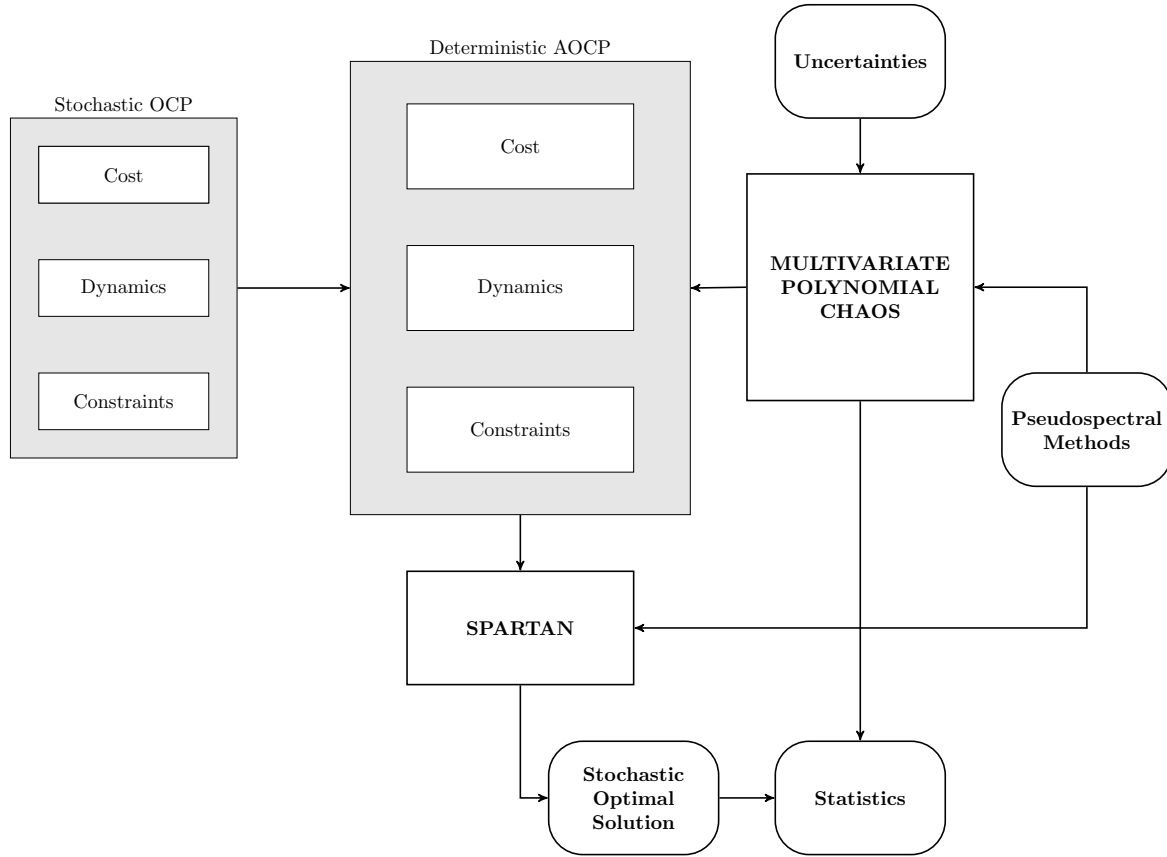 Stochastic OCP
Cost
Dynamics
Constraints
Deterministic AOCP
Cost
Dynamics
Constraints
Uncertainties
MULTIVARIATE
POLYNOMIAL
CHAOS
Pseudospectral
Methods
SPARTAN
Stochastic
Optimal
Solution
Statistics